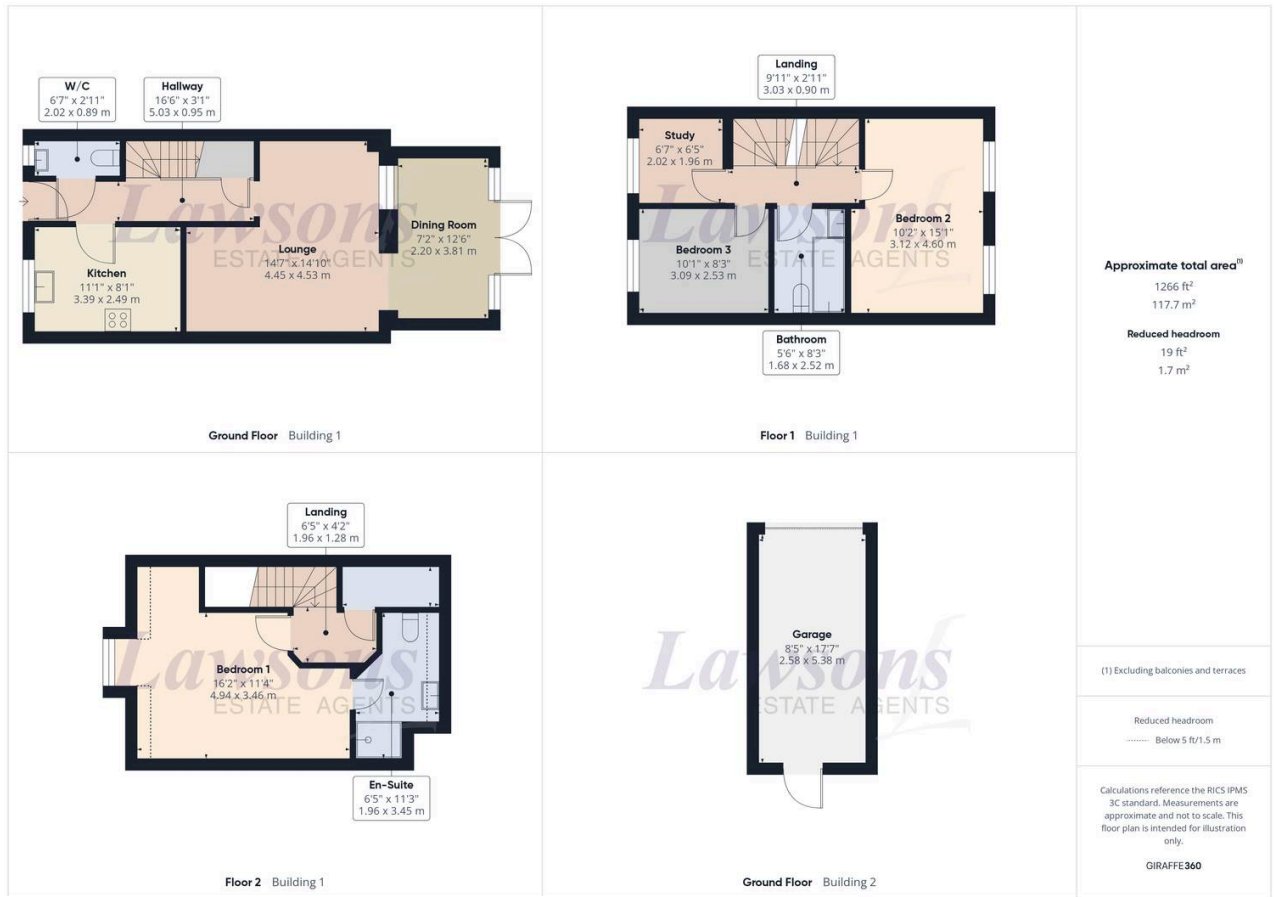 W/C
6'7" x 2'11"
2.02 x 0.89 m
Hallway
16'6" x 3'1"
5.03 x 0.95 m
Lawsons
ESTATE AGENTS
Lounge
14'7" x 14'10"
4.45 x 4.53 m
Dining Room
7'2" x 12'6"
2.20 x 3.81 m
Kitchen
11'1" x 8'1"
3.39 x 2.49 m
Ground Floor Building 1
Landing
9'11" x 2'11"
3.03 x 0.90 m
Study
6'7" x 6'5"
2.02 x 1.96 m
Lawsons
ESTATE AGENTS
Bedroom 2
10'2" x 15'1"
3.12 x 4.60 m
Bedroom 3
10'1" x 8'3"
3.09 x 2.53 m
Bathroom
5'6" x 8'3"
1.68 x 2.52 m
Floor 1 Building 1
Landing
6'5" x 4'2"
1.96 x 1.28 m
Lawsons
ESTATE AGENTS
Bedroom 1
16'2" x 11'4"
4.94 x 3.46 m
En-Suite
6'5" x 11'3"
1.96 x 3.45 m
Floor 2 Building 1
Lawsons
ESTATE AGENTS
Garage
8'5" x 17'7"
2.58 x 5.38 m
Ground Floor Building 2
Approximate total area(1)
1266 ft²
117.7 m²
Reduced headroom
19 ft²
1.7 m²
(1) Excluding balconies and terraces
Reduced headroom
Below 5 ft/1.5 m
Calculations reference the RICS IPMS
3C standard. Measurements are
approximate and not to scale. This
floor plan is intended for illustration
only.
GIRAFFE360